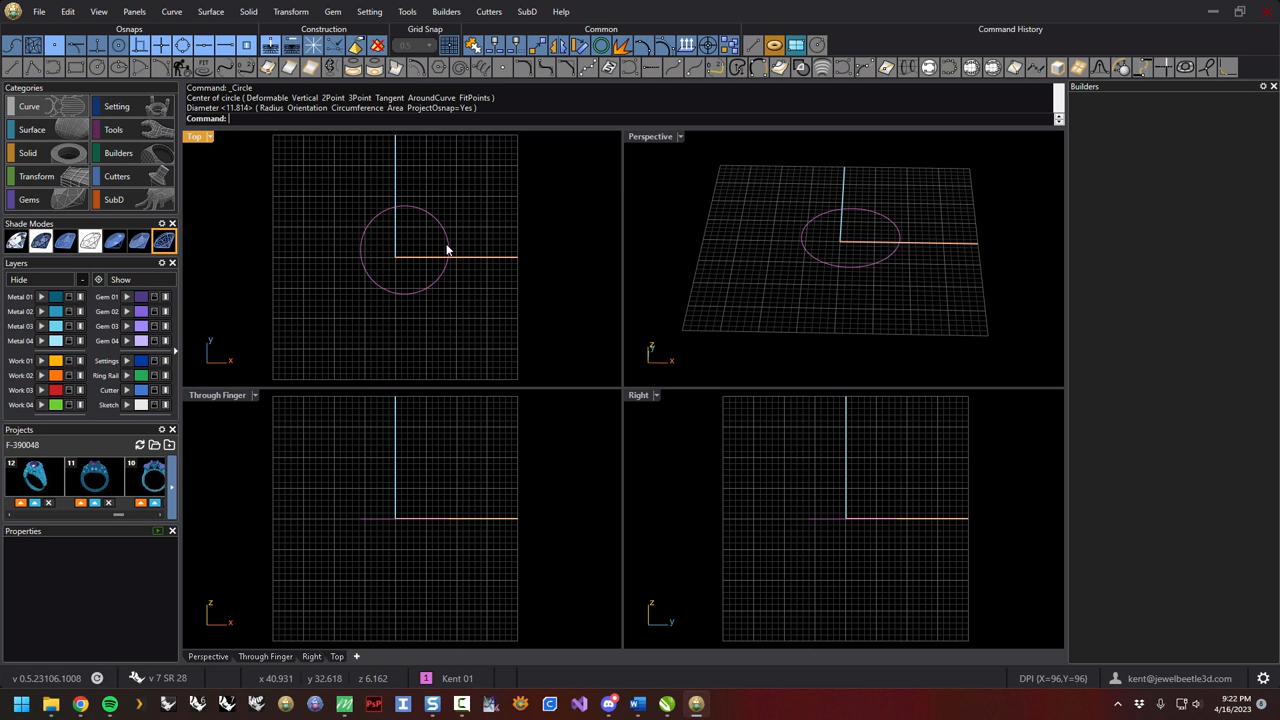 File Edit View Panels Curve Surface Solid Transform Gem Setting Tools Builders Cutters SubD Help
Osnaps Construction Grid Snap Common Command History
0.5
FIT
Categories
Curve Setting
Surface Tools
Solid Builders
Transform Cutters
Gems SubD
Shade Modes
Layers
Hide - Show
Metal 01 Gem 01
Metal 02 Gem 02
Metal 03 Gem 03
Metal 04 Gem 04
Work 01 Settings
Work 02 Ring Rail
Work 03 Cutter
Work 04 Sketch
Projects
F-390048
12 11 10
Properties
Command: _Circle
Center of circle ( Deformable Vertical 2Point 3Point Tangent AroundCurve FitPoints )
Diameter <11.814> ( Radius Orientation Circumference Area ProjectOsnap=Yes )
Command:
Top
y
x
Perspective
z
y
x
Through Finger
z
x
Right
z
y
Builders
Perspective Through Finger Right Top
v 0.5.23106.1008 v 7 SR 28 x 40.931 y 32.618 z 6.162 1 Kent 01 DPI (X=96,Y=96) kent@jewelbeetle3d.com
PsP I S C W
4:22 PM
4/16/2023